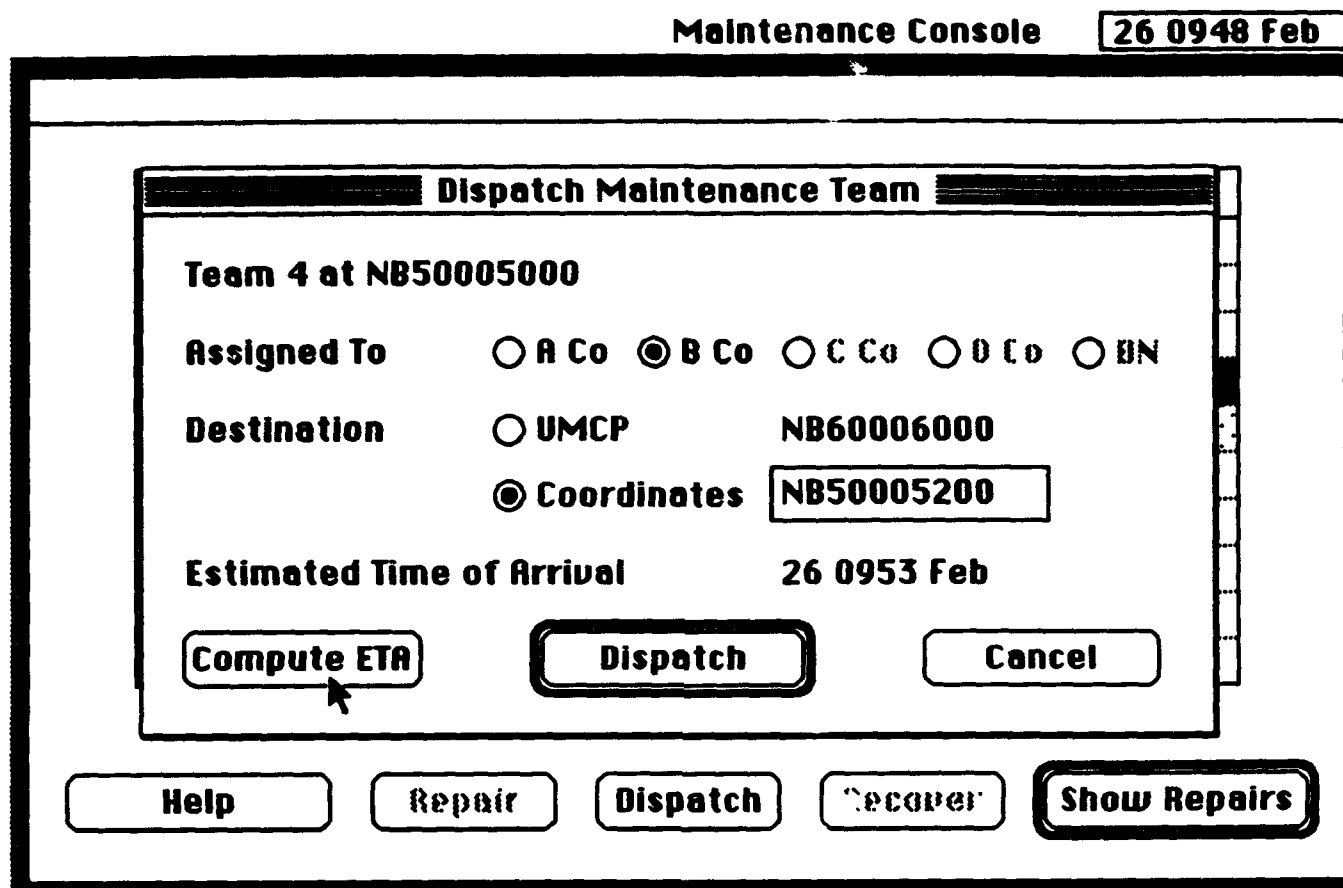 Maintenance Console 26 0948 Feb
Dispatch Maintenance Team
Team 4 at NB50005000
Assigned To A Co B Co C Co D Co BN
Destination UMCP NB60006000
Coordinates NB50005200
Estimated Time of Arrival 26 0953 Feb
Compute ETA Dispatch Cancel
Help Repair Dispatch Recover Show Repairs